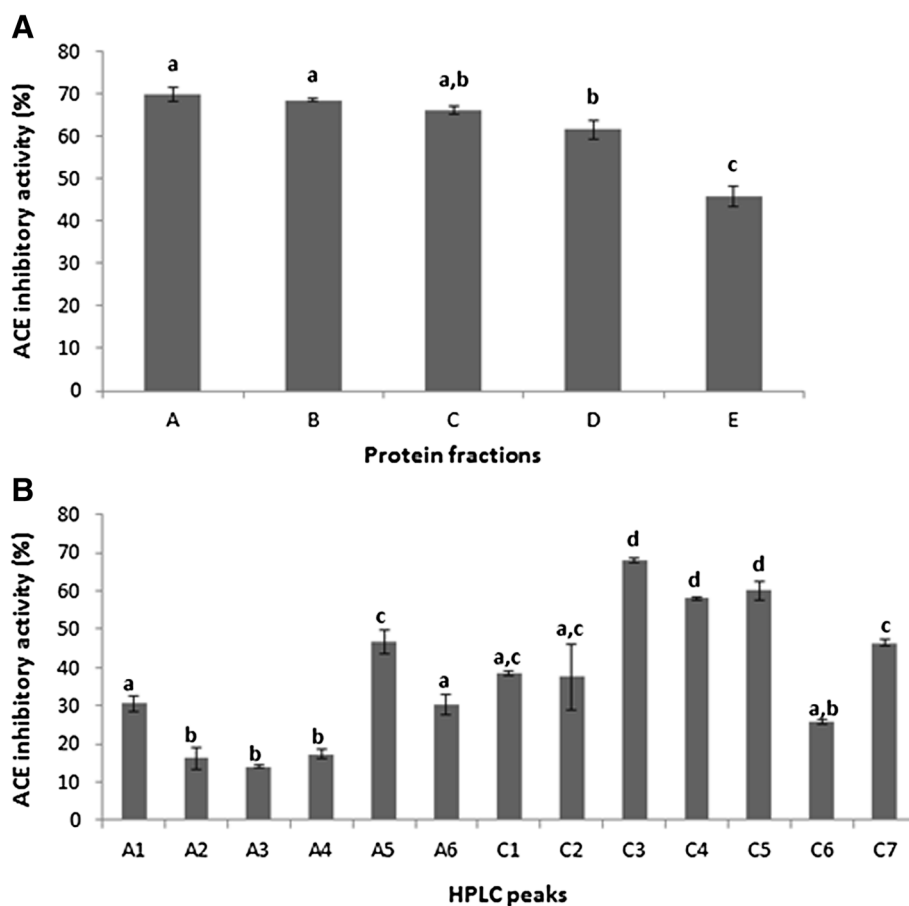 A
ACE inhibitory activity (%)
80
70
60
50
40
30
20
10
0
a
a
a,b
b
c
A B C D E
Protein fractions
B
ACE inhibitory activity (%)
80
70
60
50
40
30
20
10
0
a
b
b
b
c
a
a,c
a,c
d
d
d
a,b
c
A1 A2 A3 A4 A5 A6 C1 C2 C3 C4 C5 C6 C7
HPLC peaks